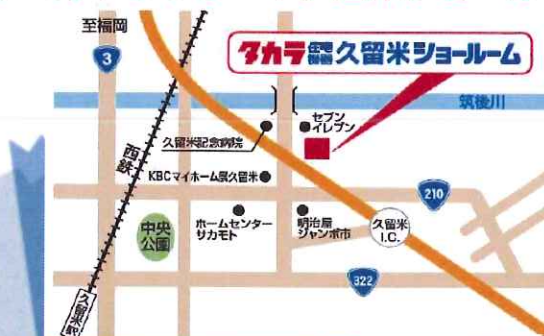 至福岡
3
タカラ住宅機器久留米ショールーム
筑後川
セブン
イレブン
久留米記念病院
西鉄
KBCマイホーム展久留米
210
中央
公園
ホームセンター
サカモト
明治屋
ジャンボ市
久留米
I.C.
322
久留米駅